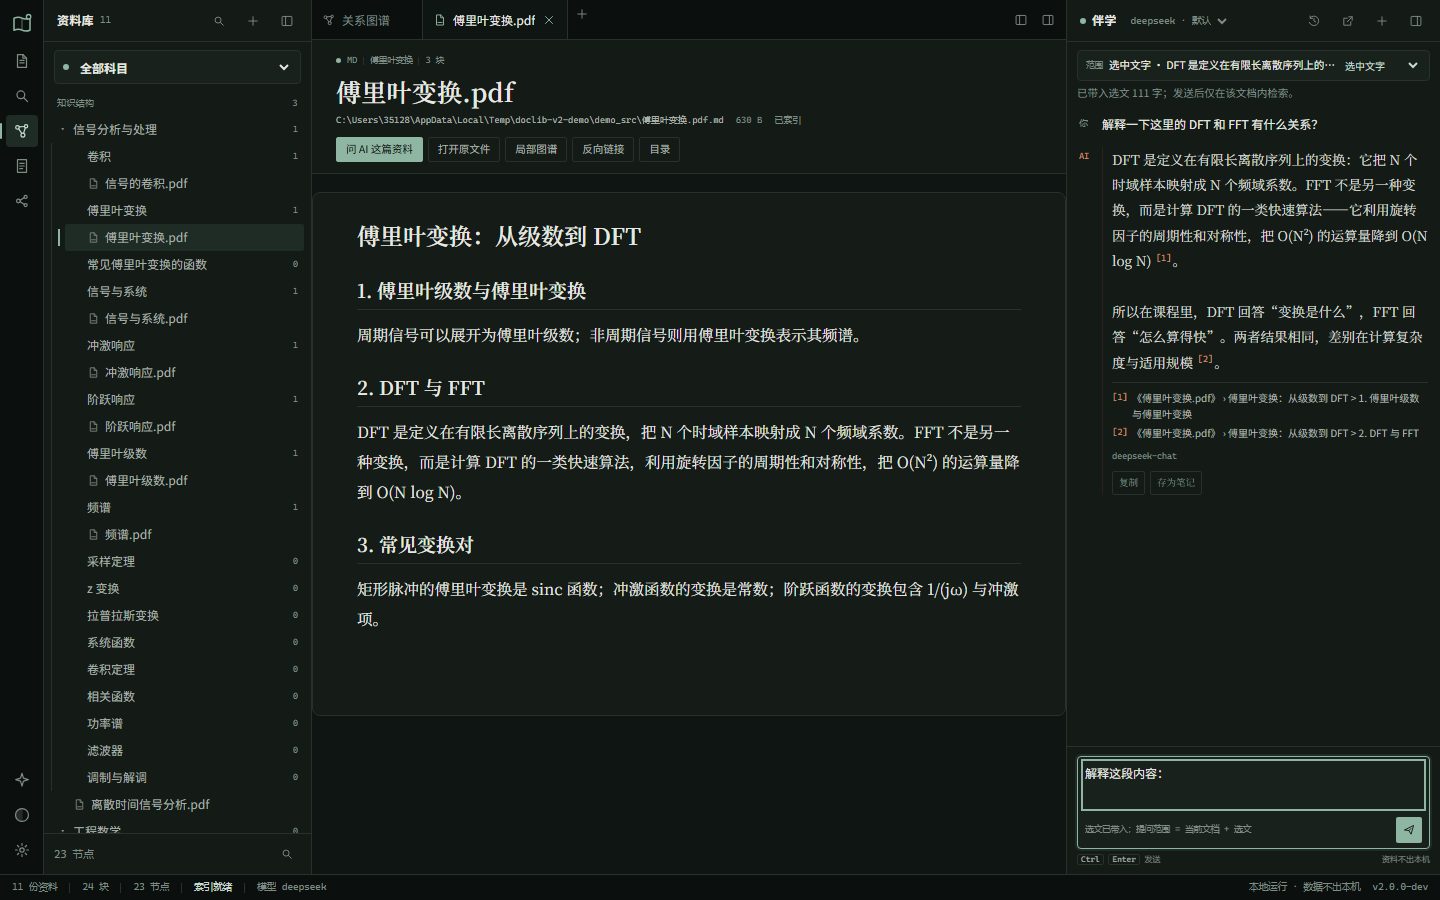 资料库 11
全部科目
知识结构 3
信号分析与处理 1
卷积 1
信号的卷积.pdf
傅里叶变换 1
傅里叶变换.pdf
常见傅里叶变换的函数 0
信号与系统 1
信号与系统.pdf
冲激响应 1
冲激响应.pdf
阶跃响应 1
阶跃响应.pdf
傅里叶级数 1
傅里叶级数.pdf
频谱 1
频谱.pdf
采样定理 0
z 变换 0
拉普拉斯变换 0
系统函数 0
卷积定理 0
相关函数 0
功率谱 0
滤波器 0
调制与解调 0
离散时间信号分析.pdf
工程数学 0
23 节点
关系图谱
傅里叶变换.pdf
MD 傅里叶变换 3 块
傅里叶变换.pdf
C:\Users\35128\AppData\Local\Temp\doclib-v2-demo\demo_src\傅里叶变换.pdf.md 630 B 已索引
问 AI 这篇资料 打开原文件 局部图谱 反向链接 目录
傅里叶变换：从级数到 DFT
1. 傅里叶级数与傅里叶变换
周期信号可以展开为傅里叶级数；非周期信号则用傅里叶变换表示其频谱。
2. DFT 与 FFT
DFT 是定义在有限长离散序列上的变换，把 N 个时域样本映射成 N 个频域系数。FFT 不是另一
种变换，而是计算 DFT 的一类快速算法，利用旋转因子的周期性和对称性，把 O(N²) 的运算量降
到 O(N log N)。
3. 常见变换对
矩形脉冲的傅里叶变换是 sinc 函数；冲激函数的变换是常数；阶跃函数的变换包含 1/(jω) 与冲激
项。
伴学 deepseek · 默认
范围 选中文字 · DFT 是定义在有限长离散序列上的… 选中文字
已带入选文 111 字；发送后仅在该文档内检索。
你 解释一下这里的 DFT 和 FFT 有什么关系？
AI DFT 是定义在有限长离散序列上的变换：它把 N 个
时域样本映射成 N 个频域系数。FFT 不是另一种变
换，而是计算 DFT 的一类快速算法——它利用旋转
因子的周期性和对称性，把 O(N²) 的运算量降到 O(N
log N) [1]。
所以在课程里，DFT 回答“变换是什么”，FFT 回
答“怎么算得快”。两者结果相同，差别在计算复杂
度与适用规模 [2]。
[1] 《傅里叶变换.pdf》 › 傅里叶变换：从级数到 DFT > 1. 傅里叶级数
与傅里叶变换
[2] 《傅里叶变换.pdf》 › 傅里叶变换：从级数到 DFT > 2. DFT 与 FFT
deepseek-chat
复制 存为笔记
解释这段内容：
选文已带入：提问范围 = 当前文档 + 选文
Ctrl Enter 发送 资料不出本机
11 份资料 24 块 23 节点 索引就绪 模型 deepseek
本地运行 · 数据不出本机 v2.0.0-dev